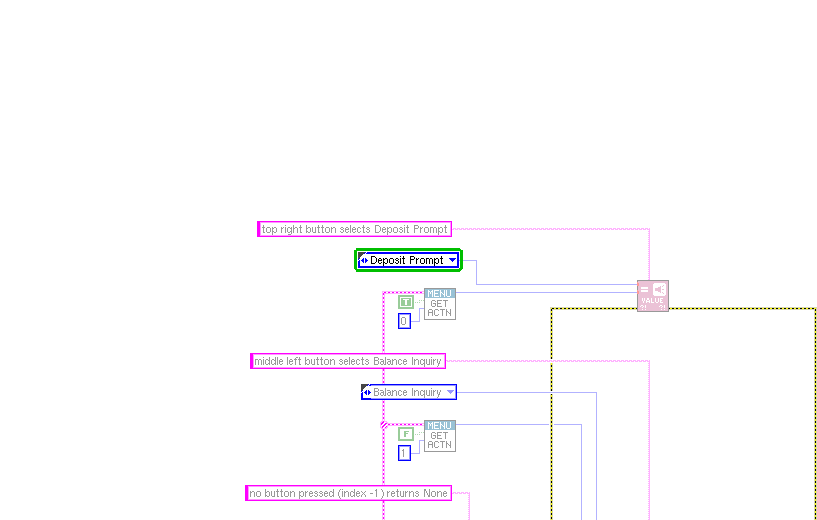 top right button selects Deposit Prompt
Deposit Prompt
MENU
T
GET
ACTN
0
=
VALUE
middle left button selects Balance Inquiry
Balance Inquiry
MENU
F
GET
ACTN
1
no button pressed (index -1) returns None